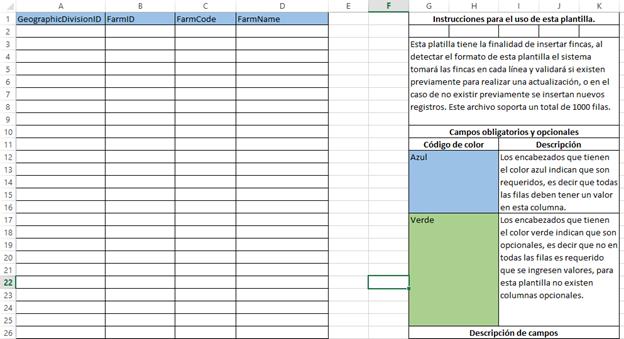 A B C D E F G H I J K
1 GeographicDivisionID FarmID FarmCode FarmName Instrucciones para el uso de esta plantilla.
2
3 Esta platilla tiene la finalidad de insertar fincas, al
4 detectar el formato de esta plantilla el sistema
5 tomará las fincas en cada línea y validará si existen
6 previamente para realizar una actualización, o en el
7 caso de no existir previamente se insertan nuevos
8 registros. Este archivo soporta un total de 1000 filas.
9
10 Campos obligatorios y opcionales
11 Código de color Descripción
12 Azul Los encabezados que tienen
13 el color azul indican que son
14 requeridos, es decir que todas
15 las filas deben tener un valor
16 en esta columna.
17 Verde Los encabezados que tienen
18 el color verde indican que son
19 opcionales, es decir que no en
20 todas las filas es requerido
21 que se ingresen valores, para
22 esta plantilla no existen
23 columnas opcionales.
24
25
26 Descripción de campos